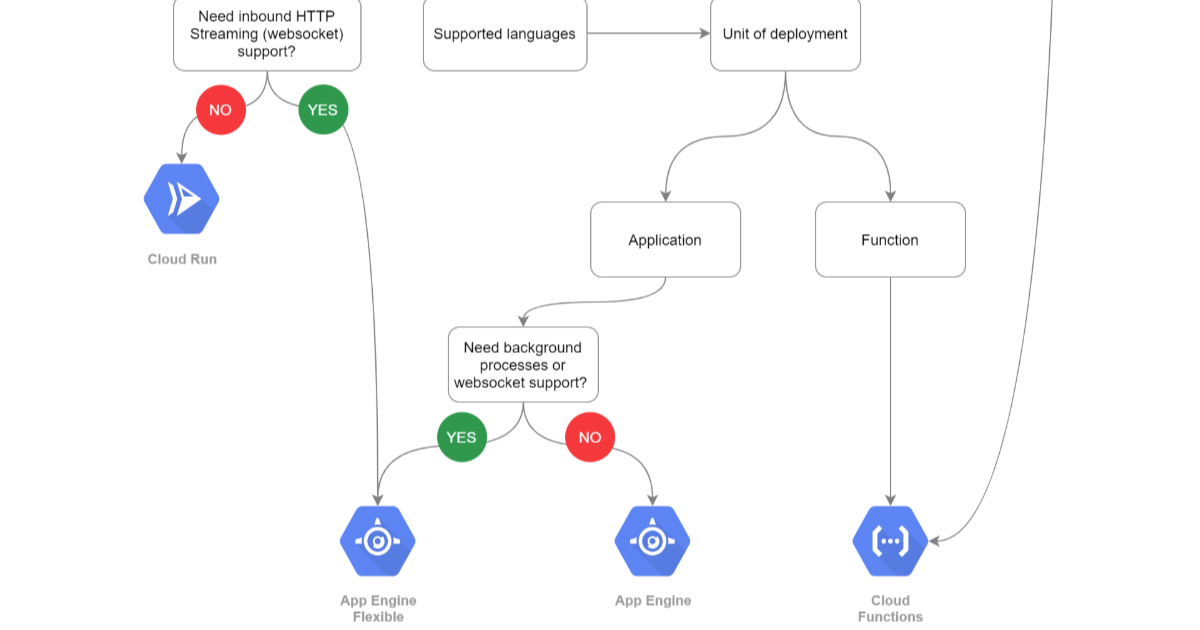 Need inbound HTTP
Streaming (websocket)
support?
Supported languages
Unit of deployment
NO
YES
Cloud Run
Application
Function
Need background
processes or
websocket support?
YES
NO
App Engine
Flexible
App Engine
Cloud
Functions